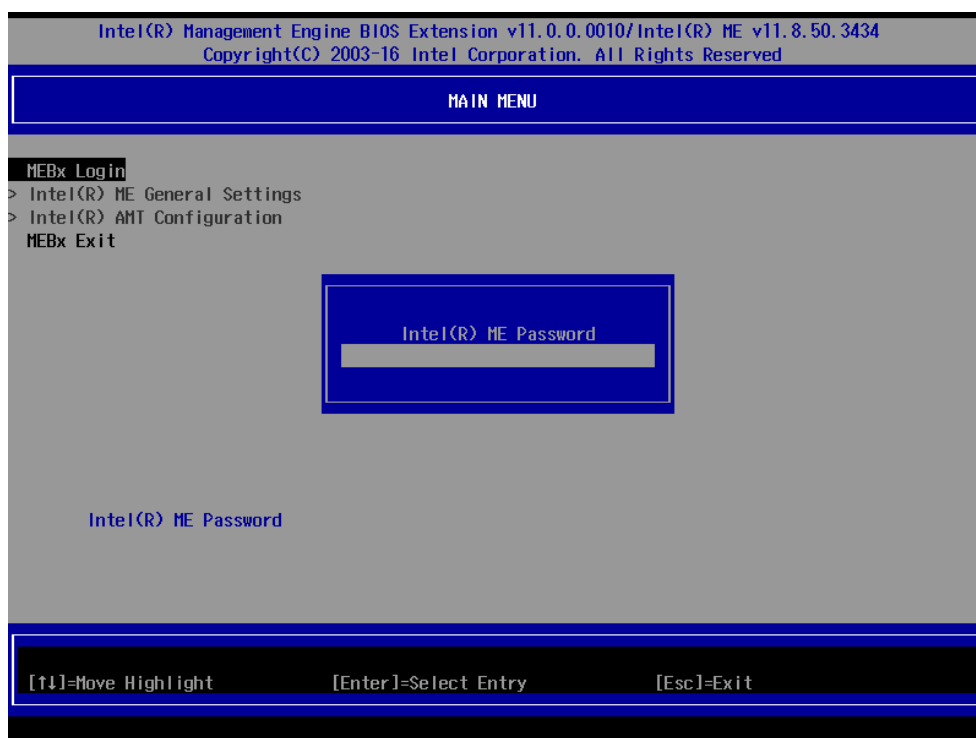 Intel(R) Management Engine BIOS Extension v11.0.0.0010/Intel(R) ME v11.8.50.3434
Copyright(C) 2003-16 Intel Corporation. All Rights Reserved
MAIN MENU
MEBx Login
> Intel(R) ME General Settings
> Intel(R) AMT Configuration
MEBx Exit
Intel(R) ME Password
Intel(R) ME Password
[↑↓]=Move Highlight [Enter]=Select Entry [Esc]=Exit